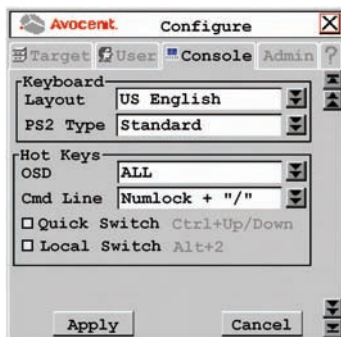 Avocent. Configure
Target User Console Admin ?
Keyboard
Layout US English
PS2 Type Standard
Hot Keys
OSD ALL
Cmd Line Numlock + "/"
Quick Switch Ctrl+Up/Down
Local Switch Alt+2
Apply Cancel